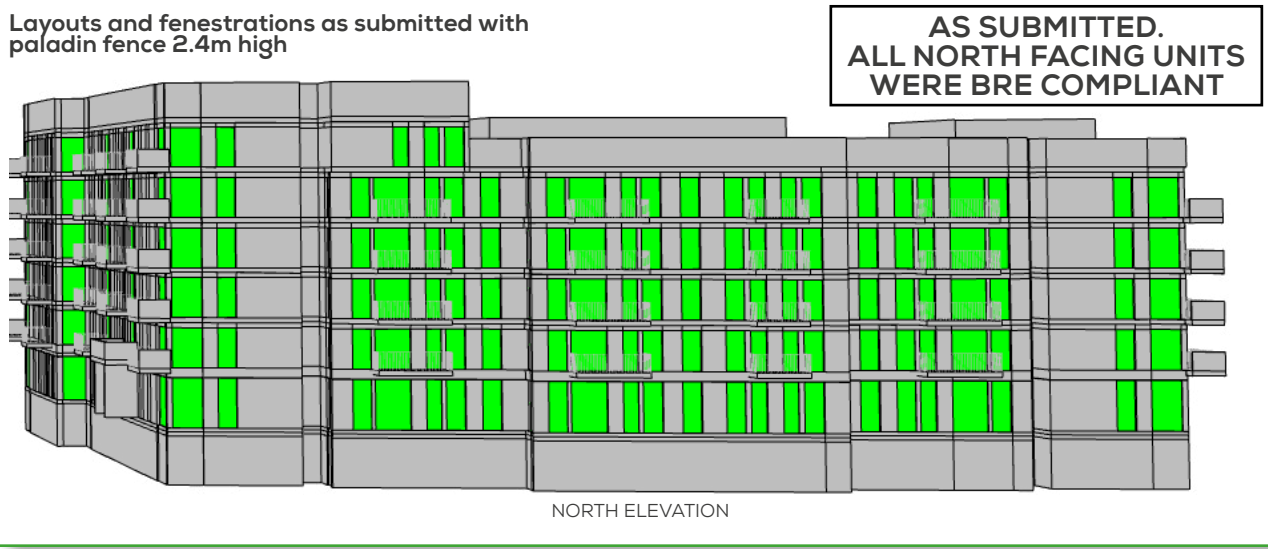 Layouts and fenestrations as submitted with
paladin fence 2.4m high
AS SUBMITTED.
ALL NORTH FACING UNITS
WERE BRE COMPLIANT
NORTH ELEVATION